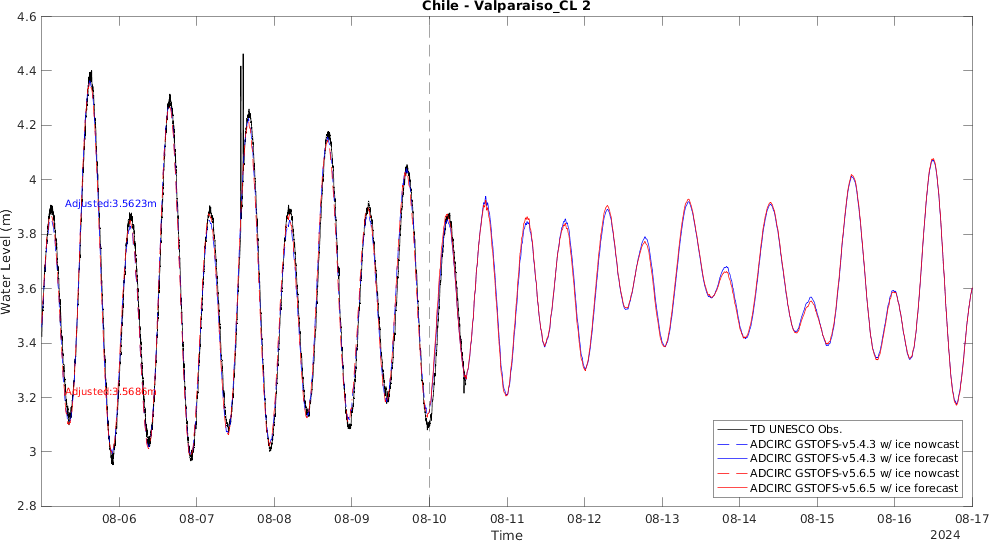 Chile - Valparaiso_CL 2
4.6
4.4
4.2
4
3.8
3.6
3.4
3.2
3
2.8
Water Level (m)
Adjusted:3.5623m
Adjusted:3.5686m
TD UNESCO Obs.
ADCIRC GSTOFS-v5.4.3 w/ ice nowcast
ADCIRC GSTOFS-v5.4.3 w/ ice forecast
ADCIRC GSTOFS-v5.6.5 w/ ice nowcast
ADCIRC GSTOFS-v5.6.5 w/ ice forecast
08-06 08-07 08-08 08-09 08-10 08-11 08-12 08-13 08-14 08-15 08-16 08-17
Time
2024